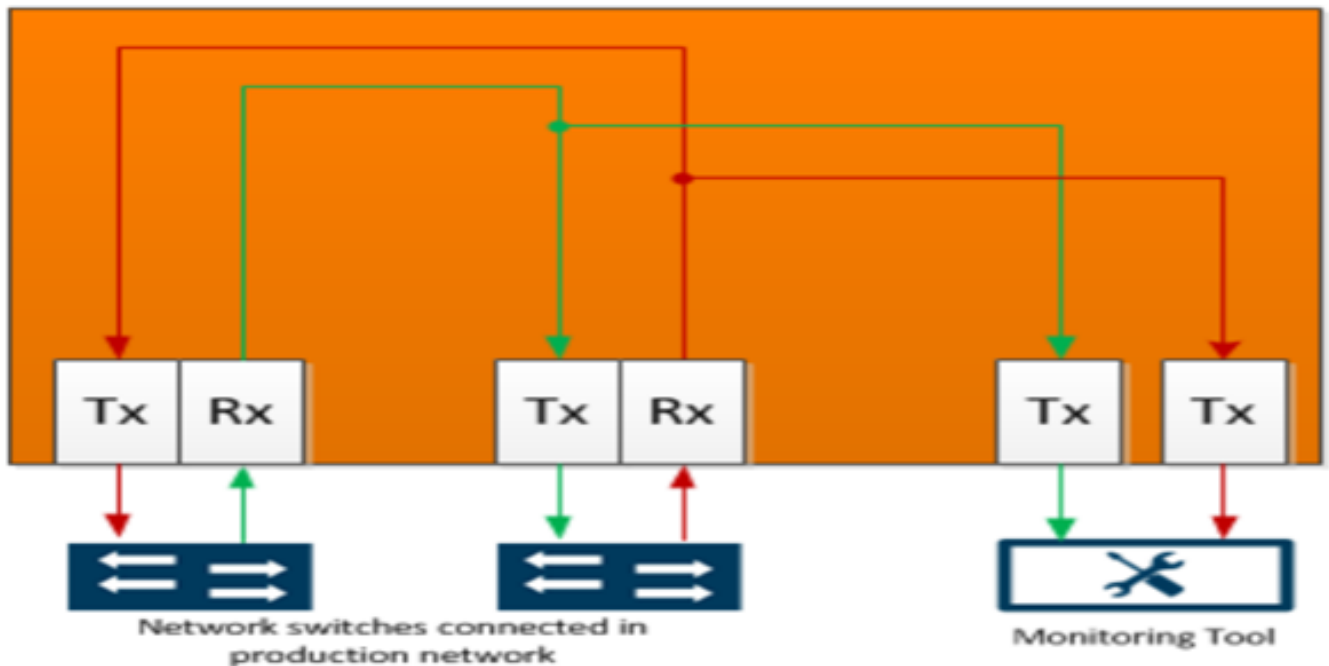 Tx Rx Tx Rx Tx Tx
Network switches connected in
production network
Monitoring Tool